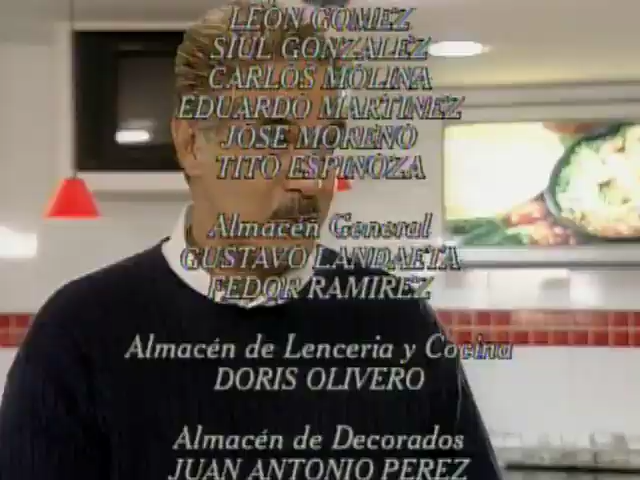 LEÓN GOMEZ
SIUL GONZALEZ
CARLOS MOLINA
EDUARDO MARTINEZ
JOSE MORENO
TITO ESPINOZA
Almacén General
GUSTAVO LANDAETA
FEDOR RAMIREZ
Almacén de Lenceria y Cocina
DORIS OLIVERO
Almacén de Decorados
JUAN ANTONIO PEREZ